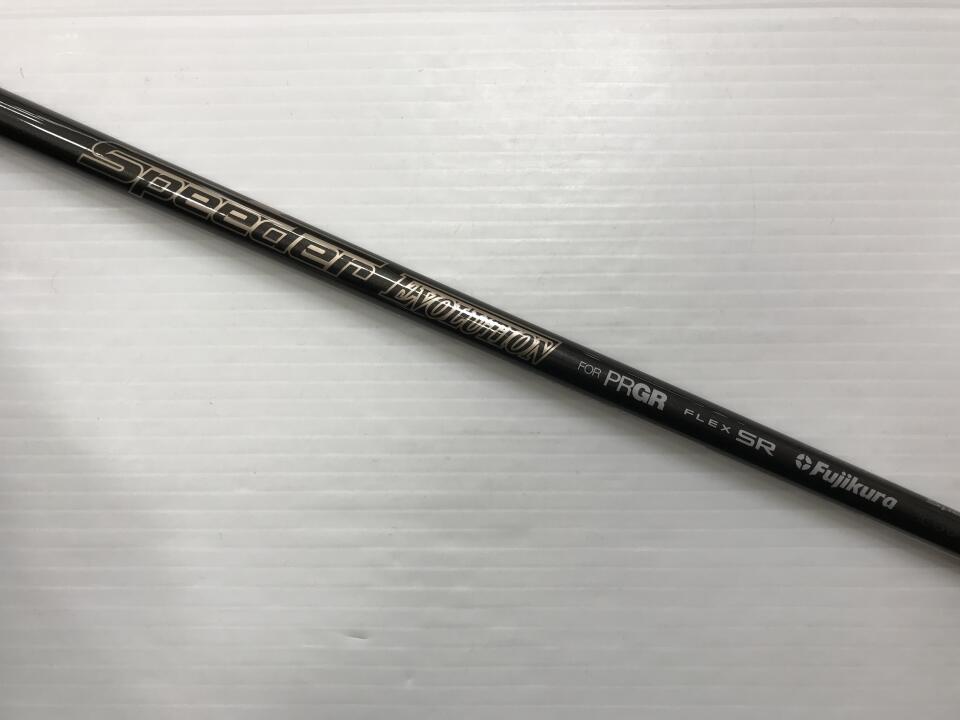 Speeder EVOLUTION FOR PRGR FLEX SR Fujikura